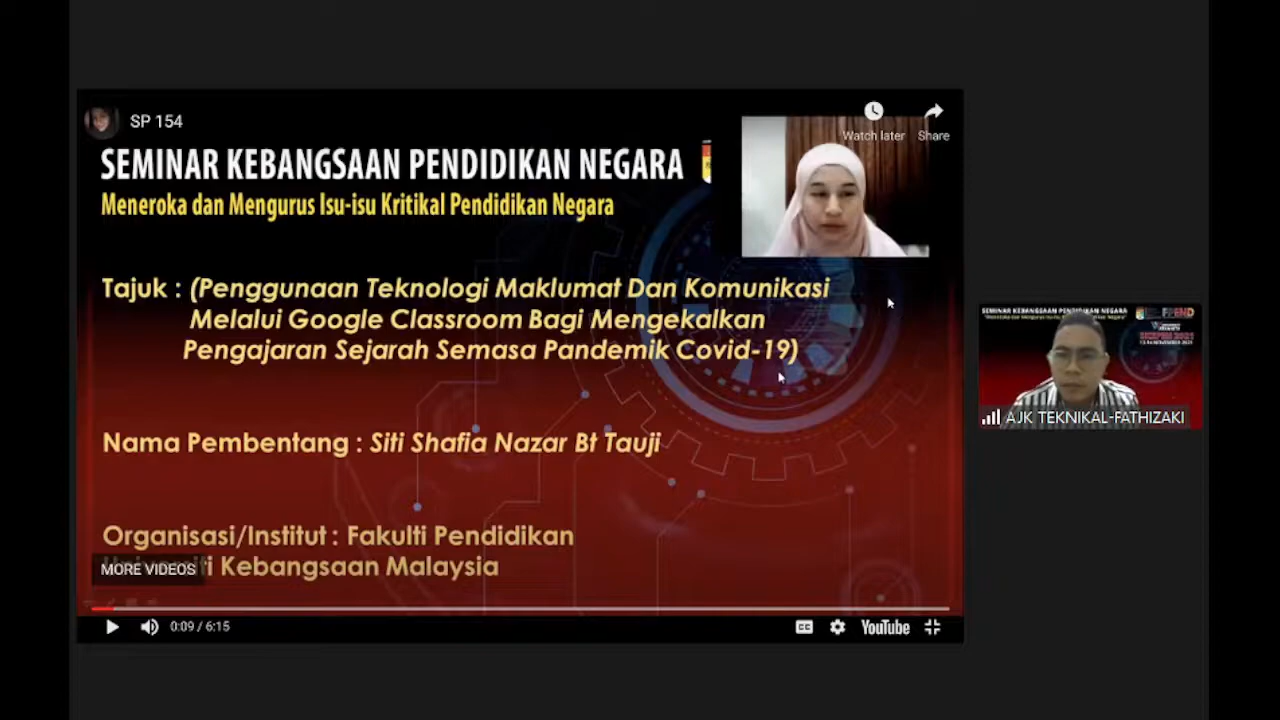 SP 154
Watch later
Share
SEMINAR KEBANGSAAN PENDIDIKAN NEGARA
Meneroka dan Mengurus Isu-isu Kritikal Pendidikan Negara
Tajuk : (Penggunaan Teknologi Maklumat Dan Komunikasi
Melalui Google Classroom Bagi Mengekalkan
Pengajaran Sejarah Semasa Pandemik Covid-19)
Nama Pembentang : Siti Shafia Nazar Bt Tauji
Organisasi/Institut : Fakulti Pendidikan
Kebangsaan Malaysia
MORE VIDEOS
0:09 / 6:15
CC
YouTube
SEMINAR KEBANGSAAN PENDIDIKAN NEGARA
AJK TEKNIKAL-FATHIZAKI